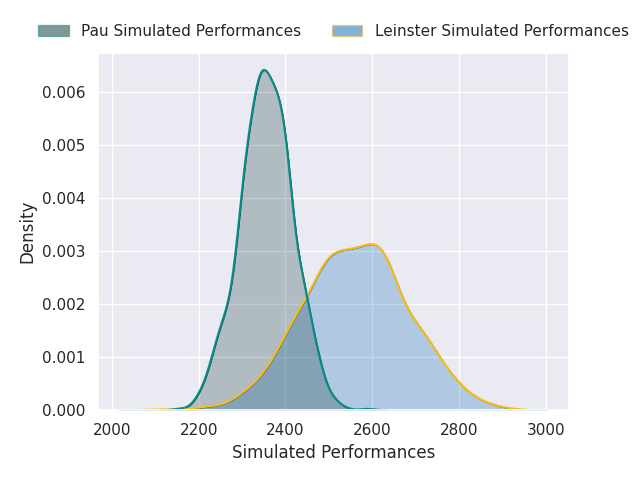 Pau Simulated Performances
Leinster Simulated Performances
0.006
0.005
0.004
0.003
0.002
0.001
0.000
Density
2000 2200 2400 2600 2800 3000
Simulated Performances